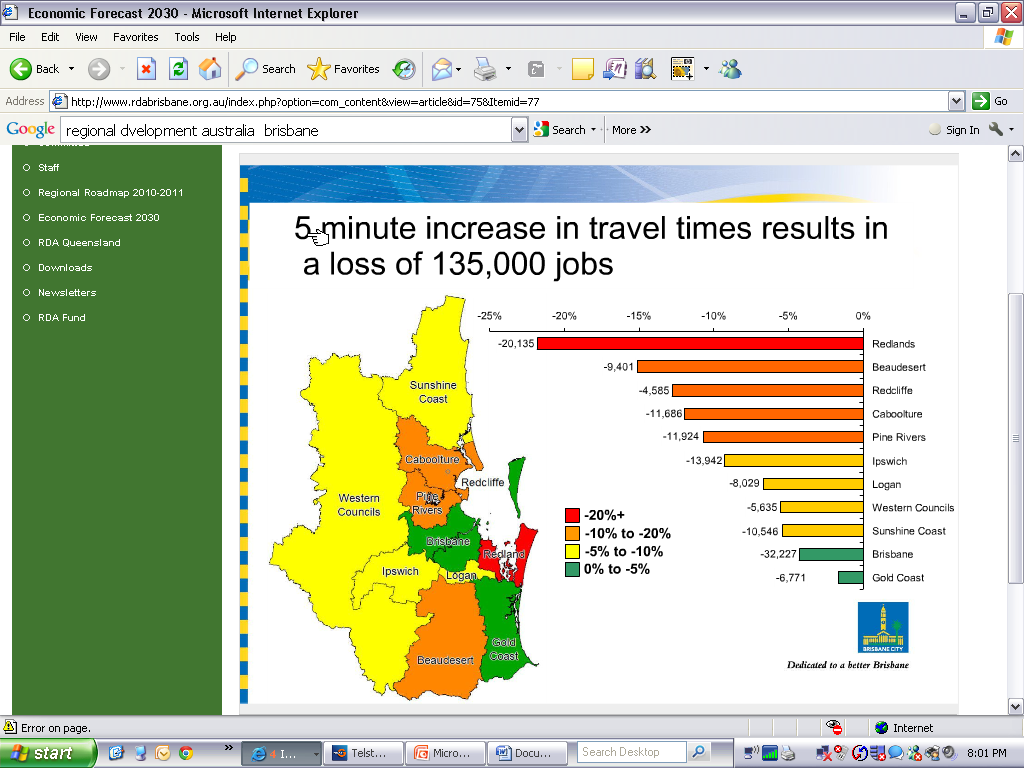 Economic Forecast 2030 - Microsoft Internet Explorer
File Edit View Favorites Tools Help
Back Search Favorites
Address http://www.rdabrisbane.org.au/index.php?option=com_content&view=article&id=75&Itemid=77 Go
Google regional dvelopment australia brisbane Search More >> Sign In
Staff
Regional Roadmap 2010-2011
Economic Forecast 2030
RDA Queensland
Downloads
Newsletters
RDA Fund
5 minute increase in travel times results in
a loss of 135,000 jobs
-25% -20% -15% -10% -5% 0%
-20,135 Redlands
-9,401 Beaudesert
-4,585 Redcliffe
-11,686 Caboolture
-11,924 Pine Rivers
-13,942 Ipswich
-8,029 Logan
-5,635 Western Councils
-10,546 Sunshine Coast
-32,227 Brisbane
-6,771 Gold Coast
Sunshine
Coast
Caboolture
Redcliffe
Pine
Rivers
Western
Councils
Brisbane
Redland
Ipswich
Logan
Gold
Coast
Beaudesert
-20%+
-10% to -20%
-5% to -10%
0% to -5%
BRISBANE CITY
Dedicated to a better Brisbane
Error on page. Internet
start >> 4 I... Telst... Micro... Docu... Search Desktop 8:01 PM